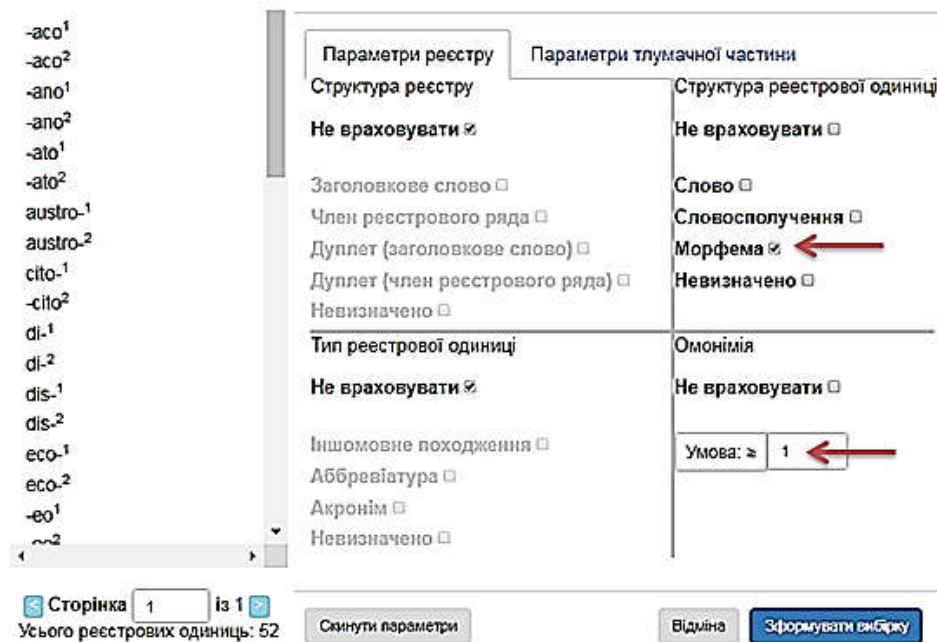 -aco¹
-aco²
-ano¹
-ano²
-ato¹
-ato²
austro-¹
austro-²
cito-¹
-cito²
di-¹
di-²
dis-¹
dis-²
eco-¹
eco-²
-eo¹
Сторінка 1 із 1
Усього реєстрових одиниць: 52
Параметри реєстру Параметри тлумачної частини
Структура реєстру
Не враховувати
Заголовкове слово
Член реєстрового ряда
Дуплет (заголовкове слово)
Дуплет (член реєстрового ряда)
Невизначено
Структура реєстрової одиниці
Не враховувати
Слово
Словосполучення
Морфема
Невизначено
Тип реєстрової одиниці
Не враховувати
Іншомовне походження
Аббревіатура
Акронім
Невизначено
Омонімія
Не враховувати
Умова: ≥ 1
Скинути параметри Відміна Зформувати вибірку